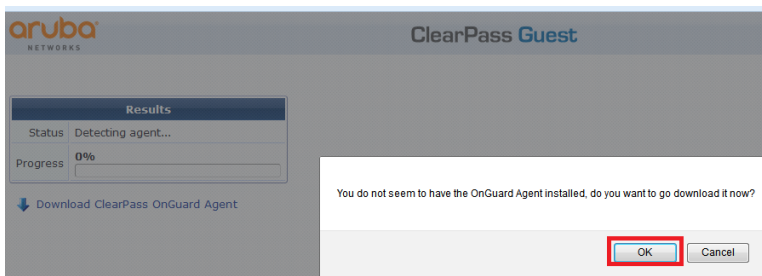 aruba
NETWORKS
ClearPass Guest
Results
Status Detecting agent...
Progress 0%
Download ClearPass OnGuard Agent
You do not seem to have the OnGuard Agent installed, do you want to go download it now?
OK Cancel